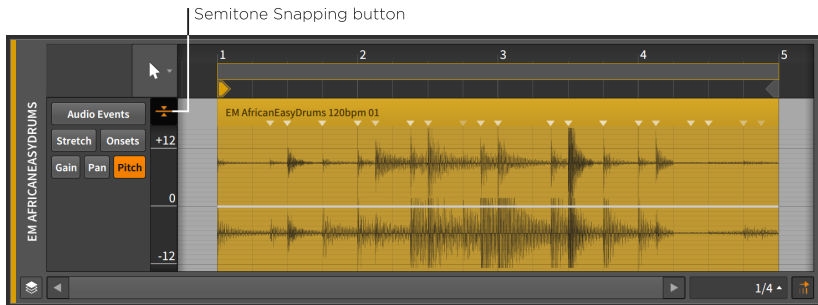 Semitone Snapping button
1 2 3 4 5
EM AFRICANEASYDRUMS
Audio Events
EM AfricanEasyDrums 120bpm 01
Stretch Onsets +12
Gain Pan Pitch
0
-12
1/4